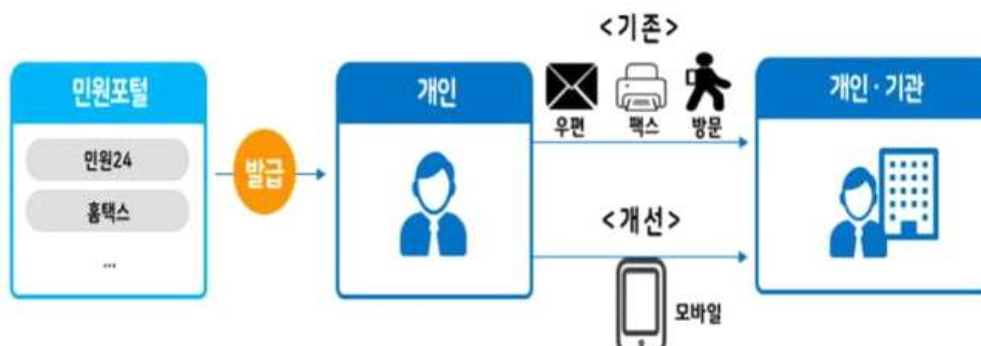 <기존>
민원포털
개인
우편
팩스
방문
개인·기관
민원24
발급
홈택스
...
<개선>
모바일